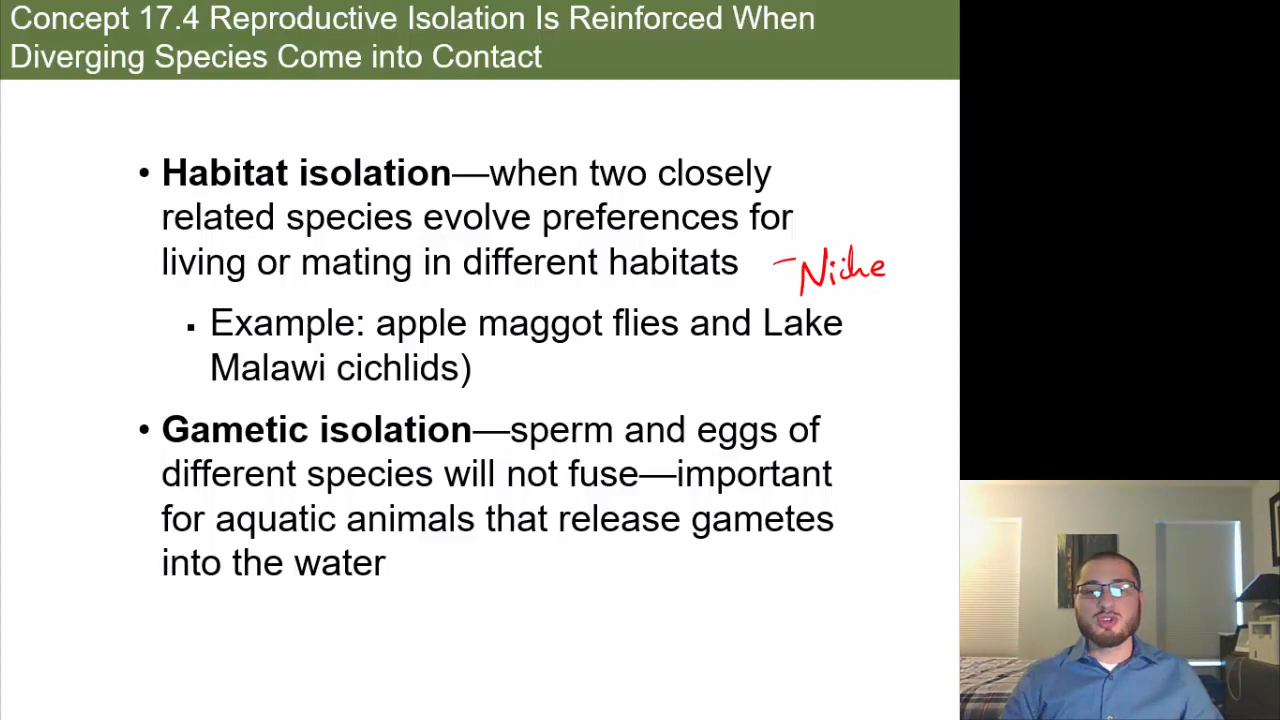 Concept 17.4 Reproductive Isolation Is Reinforced When
Diverging Species Come into Contact
• Habitat isolation—when two closely
related species evolve preferences for
living or mating in different habitats
– Niche
▪ Example: apple maggot flies and Lake
Malawi cichlids)
• Gametic isolation—sperm and eggs of
different species will not fuse—important
for aquatic animals that release gametes
into the water